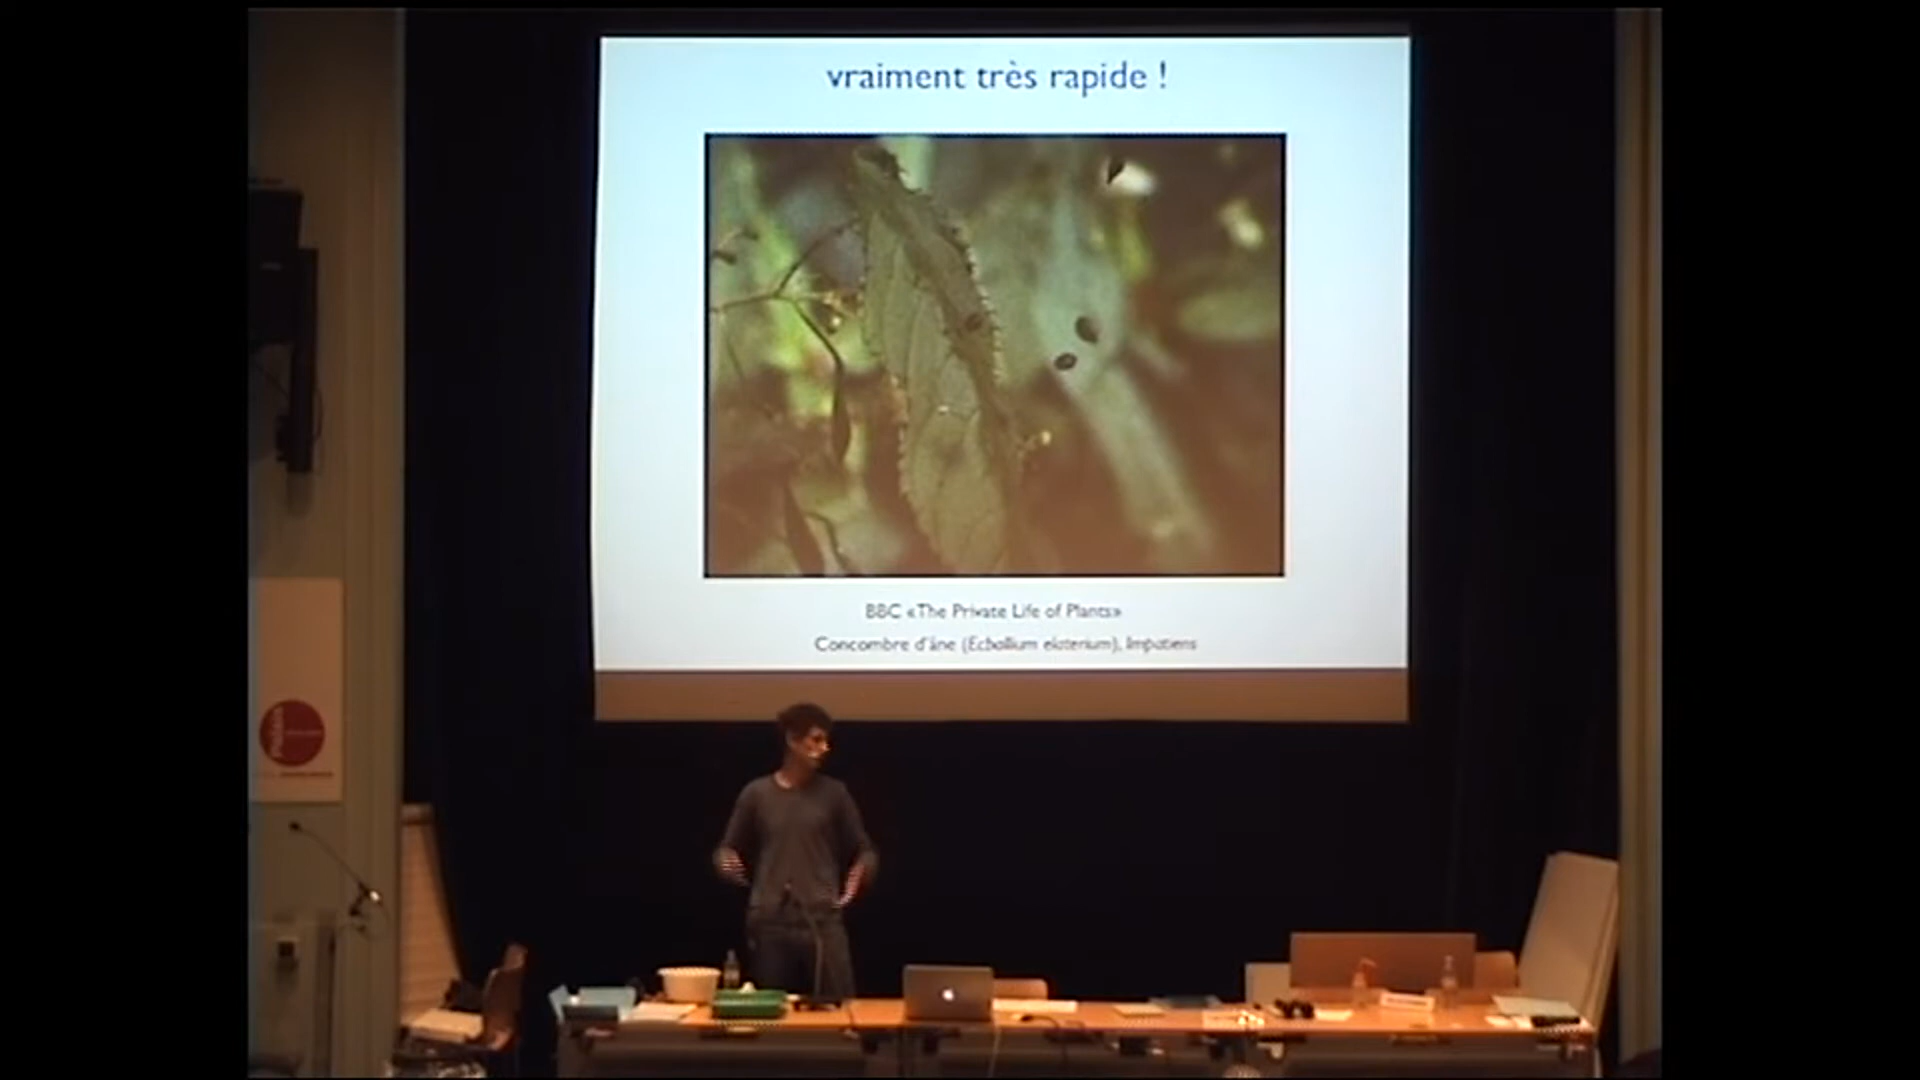 vraiment très rapide !
BBC «The Private Life of Plants»
Concombre d'âne (Ecballium elaterium), Impatiens